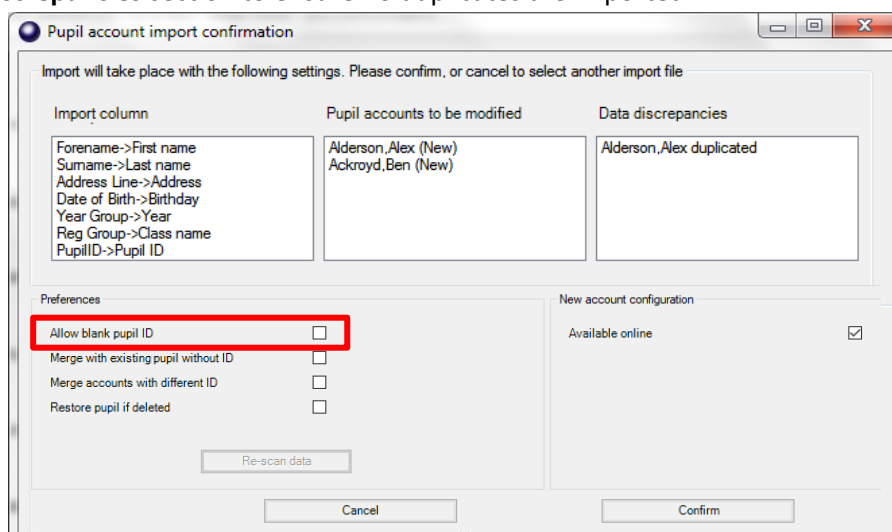 Pupil account import confirmation
Import will take place with the following settings. Please confirm, or cancel to select another import file
Import column
Pupil accounts to be modified
Data discrepancies
Forename->First name
Surname->Last name
Address Line->Address
Date of Birth->Birthday
Year Group->Year
Reg Group->Class name
PupilID->Pupil ID
Alderson,Alex (New)
Ackroyd,Ben (New)
Alderson,Alex duplicated
Preferences
Allow blank pupil ID
Merge with existing pupil without ID
Merge accounts with different ID
Restore pupil if deleted
Re-scan data
New account configuration
Available online
Cancel
Confirm